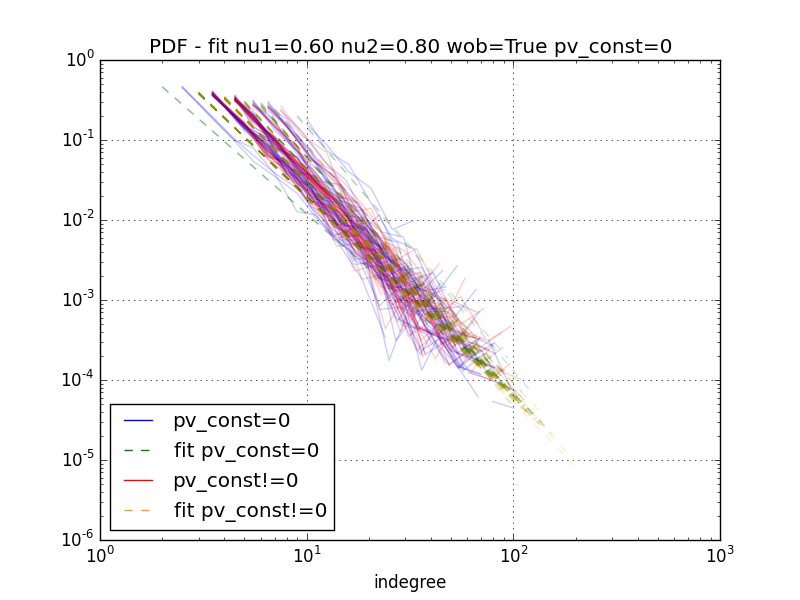 PDF - fit nu1=0.60 nu2=0.80 wob=True pv_const=0
10^0
10^-1
10^-2
10^-3
10^-4
10^-5
10^-6
pv_const=0
fit pv_const=0
pv_const!=0
fit pv_const!=0
10^0 10^1 10^2 10^3
indegree